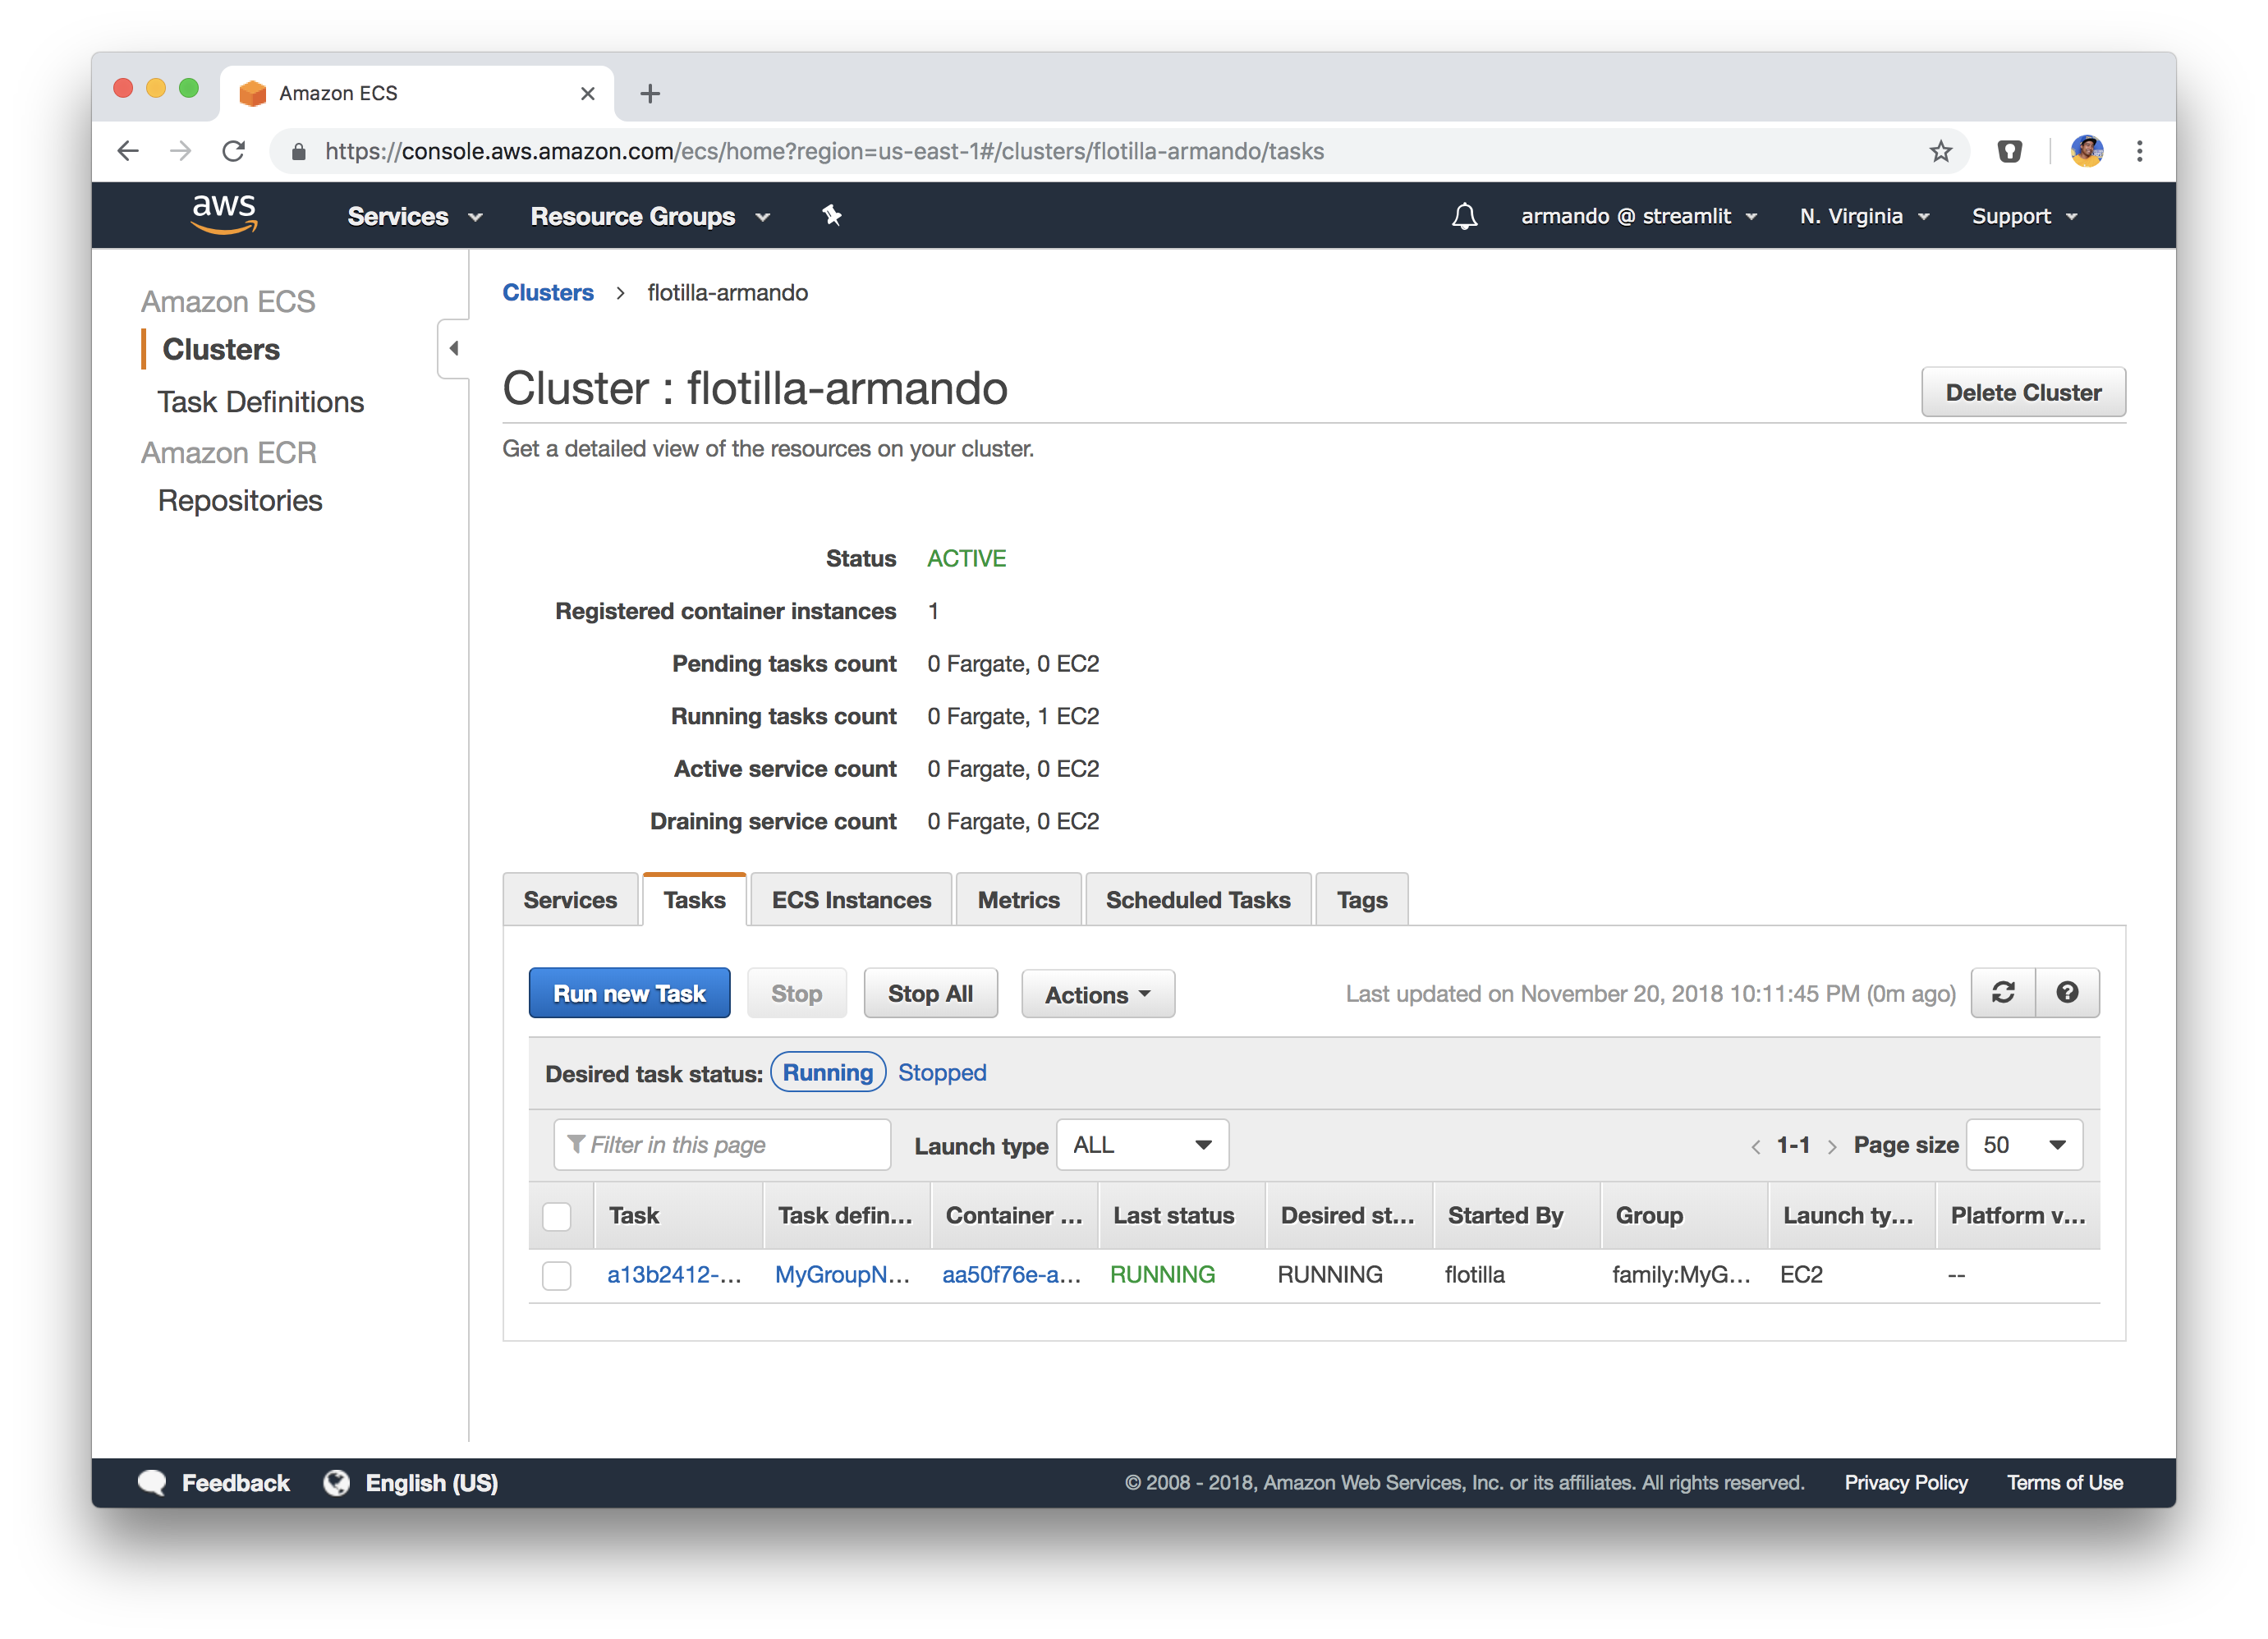 Amazon ECS
https://console.aws.amazon.com/ecs/home?region=us-east-1#/clusters/flotilla-armando/tasks
aws Services Resource Groups armando @ streamlit N. Virginia Support
Amazon ECS
Clusters
Task Definitions
Amazon ECR
Repositories
Clusters > flotilla-armando
Cluster : flotilla-armando
Delete Cluster
Get a detailed view of the resources on your cluster.
Status ACTIVE
Registered container instances 1
Pending tasks count 0 Fargate, 0 EC2
Running tasks count 0 Fargate, 1 EC2
Active service count 0 Fargate, 0 EC2
Draining service count 0 Fargate, 0 EC2
Services Tasks ECS Instances Metrics Scheduled Tasks Tags
Run new Task Stop Stop All Actions Last updated on November 20, 2018 10:11:45 PM (0m ago)
Desired task status: Running Stopped
Filter in this page Launch type ALL < 1-1 > Page size 50
Task Task defin... Container ... Last status Desired st... Started By Group Launch ty... Platform v...
a13b2412-... MyGroupN... aa50f76e-a... RUNNING RUNNING flotilla family:MyG... EC2 --
Feedback English (US) © 2008 - 2018, Amazon Web Services, Inc. or its affiliates. All rights reserved. Privacy Policy Terms of Use